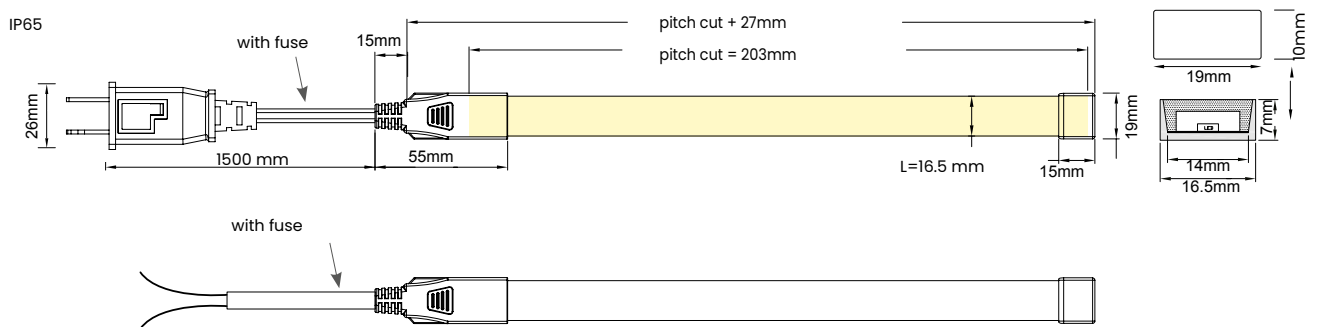 IP65
pitch cut + 27mm
pitch cut = 203mm
15mm
with fuse
26mm
1500 mm
55mm
L=16.5 mm
15mm
19mm
10mm
19mm
7mm
14mm
16.5mm
with fuse